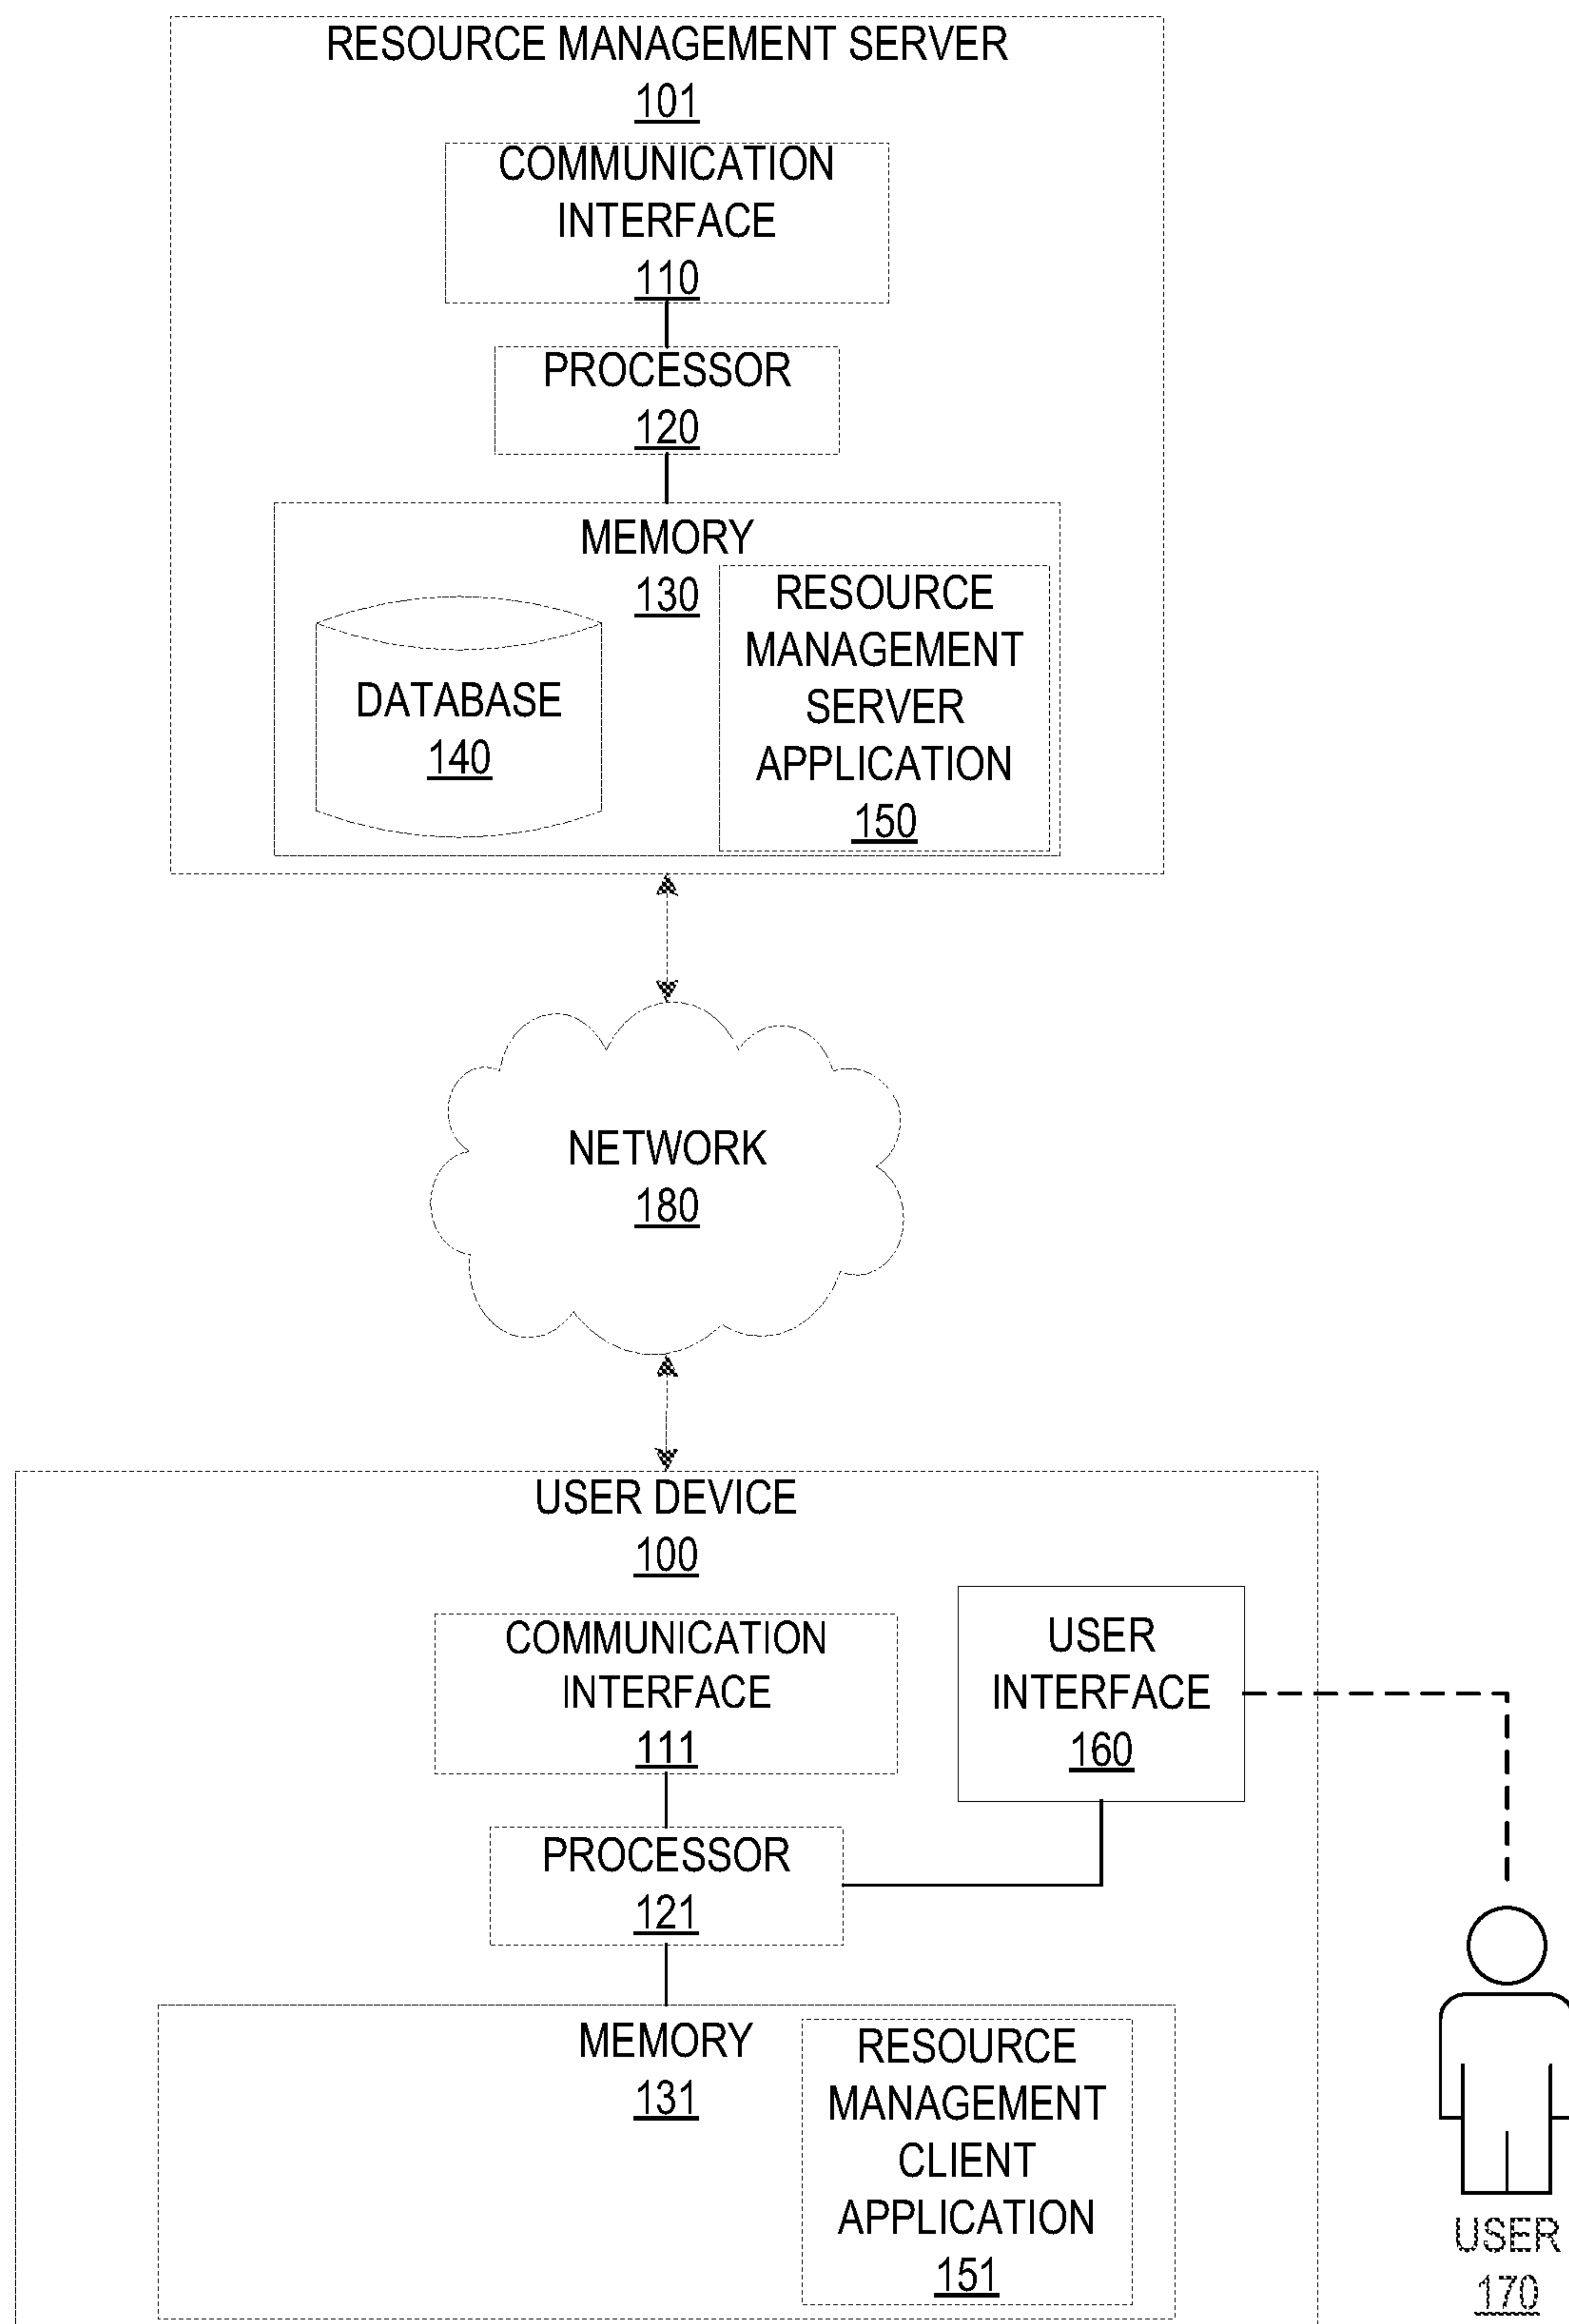 RESOURCE MANAGEMENT SERVER
101
COMMUNICATION
INTERFACE
110
PROCESSOR
120
MEMORY
130
DATABASE
140
RESOURCE
MANAGEMENT
SERVER
APPLICATION
150
NETWORK
180
USER DEVICE
100
COMMUNICATION
INTERFACE
111
USER
INTERFACE
160
PROCESSOR
121
MEMORY
131
RESOURCE
MANAGEMENT
CLIENT
APPLICATION
151
USER
170